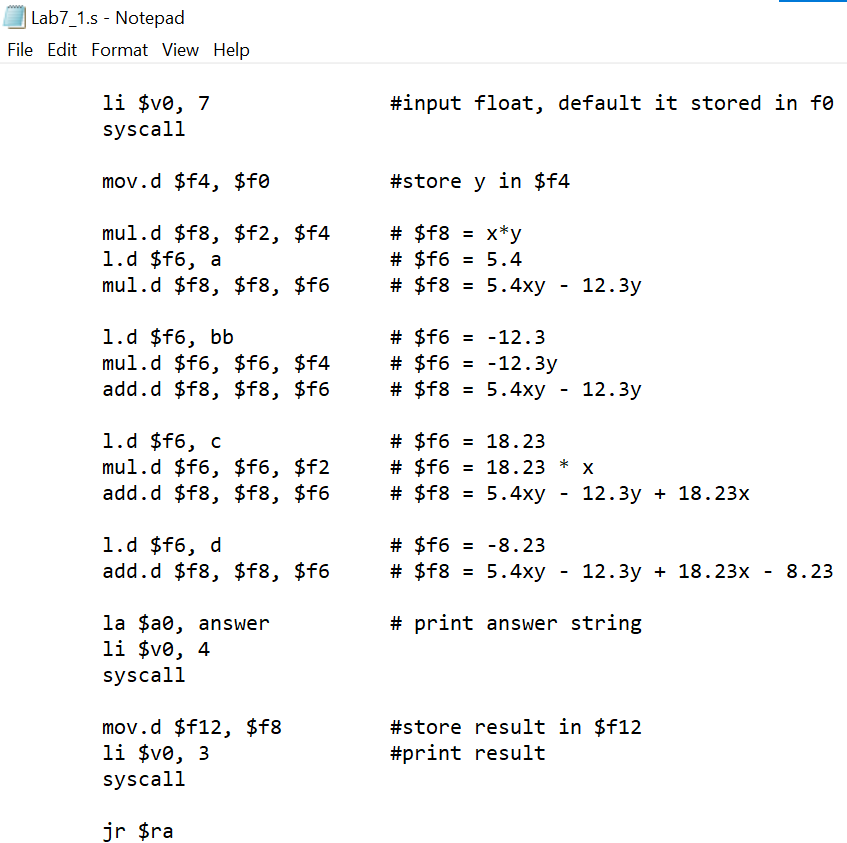 Lab7_1.s - Notepad
File Edit Format View Help
li $v0, 7 #input float, default it stored in f0
syscall
mov.d $f4, $f0 #store y in $f4
mul.d $f8, $f2, $f4 # $f8 = x*y
l.d $f6, a # $f6 = 5.4
mul.d $f8, $f8, $f6 # $f8 = 5.4xy - 12.3y
l.d $f6, bb # $f6 = -12.3
mul.d $f6, $f6, $f4 # $f6 = -12.3y
add.d $f8, $f8, $f6 # $f8 = 5.4xy - 12.3y
l.d $f6, c # $f6 = 18.23
mul.d $f6, $f6, $f2 # $f6 = 18.23 * x
add.d $f8, $f8, $f6 # $f8 = 5.4xy - 12.3y + 18.23x
l.d $f6, d # $f6 = -8.23
add.d $f8, $f8, $f6 # $f8 = 5.4xy - 12.3y + 18.23x - 8.23
la $a0, answer # print answer string
li $v0, 4
syscall
mov.d $f12, $f8 #store result in $f12
li $v0, 3 #print result
syscall
jr $ra